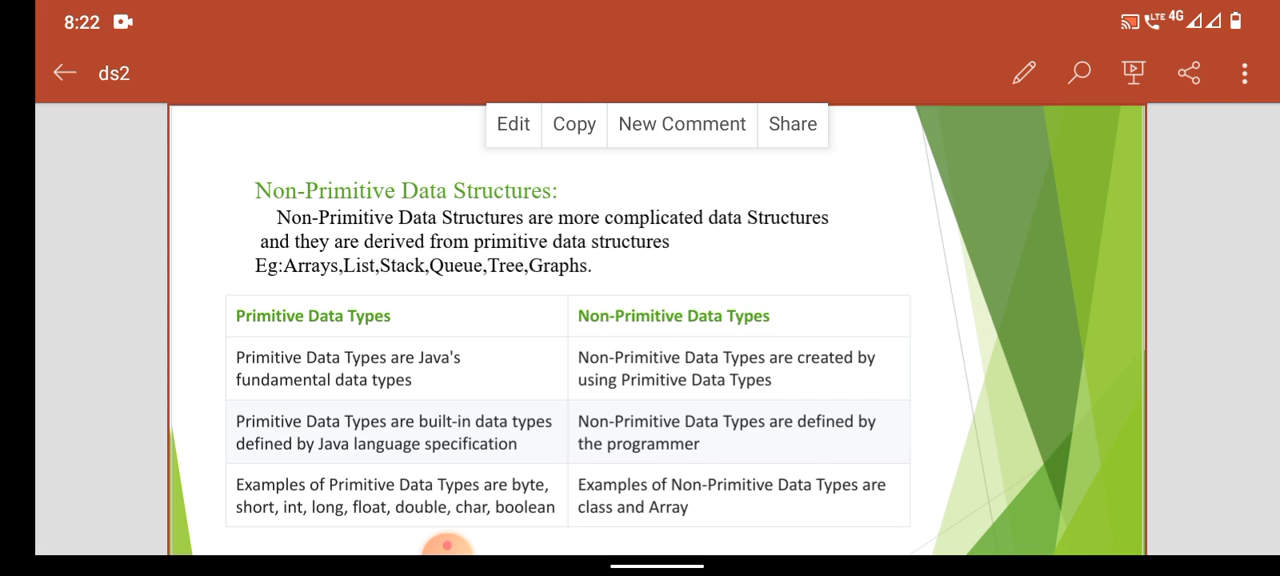 8:22
LTE 4G
ds2
Edit Copy New Comment Share
Non-Primitive Data Structures:
Non-Primitive Data Structures are more complicated data Structures
and they are derived from primitive data structures
Eg:Arrays,List,Stack,Queue,Tree,Graphs.
Primitive Data Types Non-Primitive Data Types
Primitive Data Types are Java's
fundamental data types
Non-Primitive Data Types are created by
using Primitive Data Types
Primitive Data Types are built-in data types
defined by Java language specification
Non-Primitive Data Types are defined by
the programmer
Examples of Primitive Data Types are byte,
short, int, long, float, double, char, boolean
Examples of Non-Primitive Data Types are
class and Array